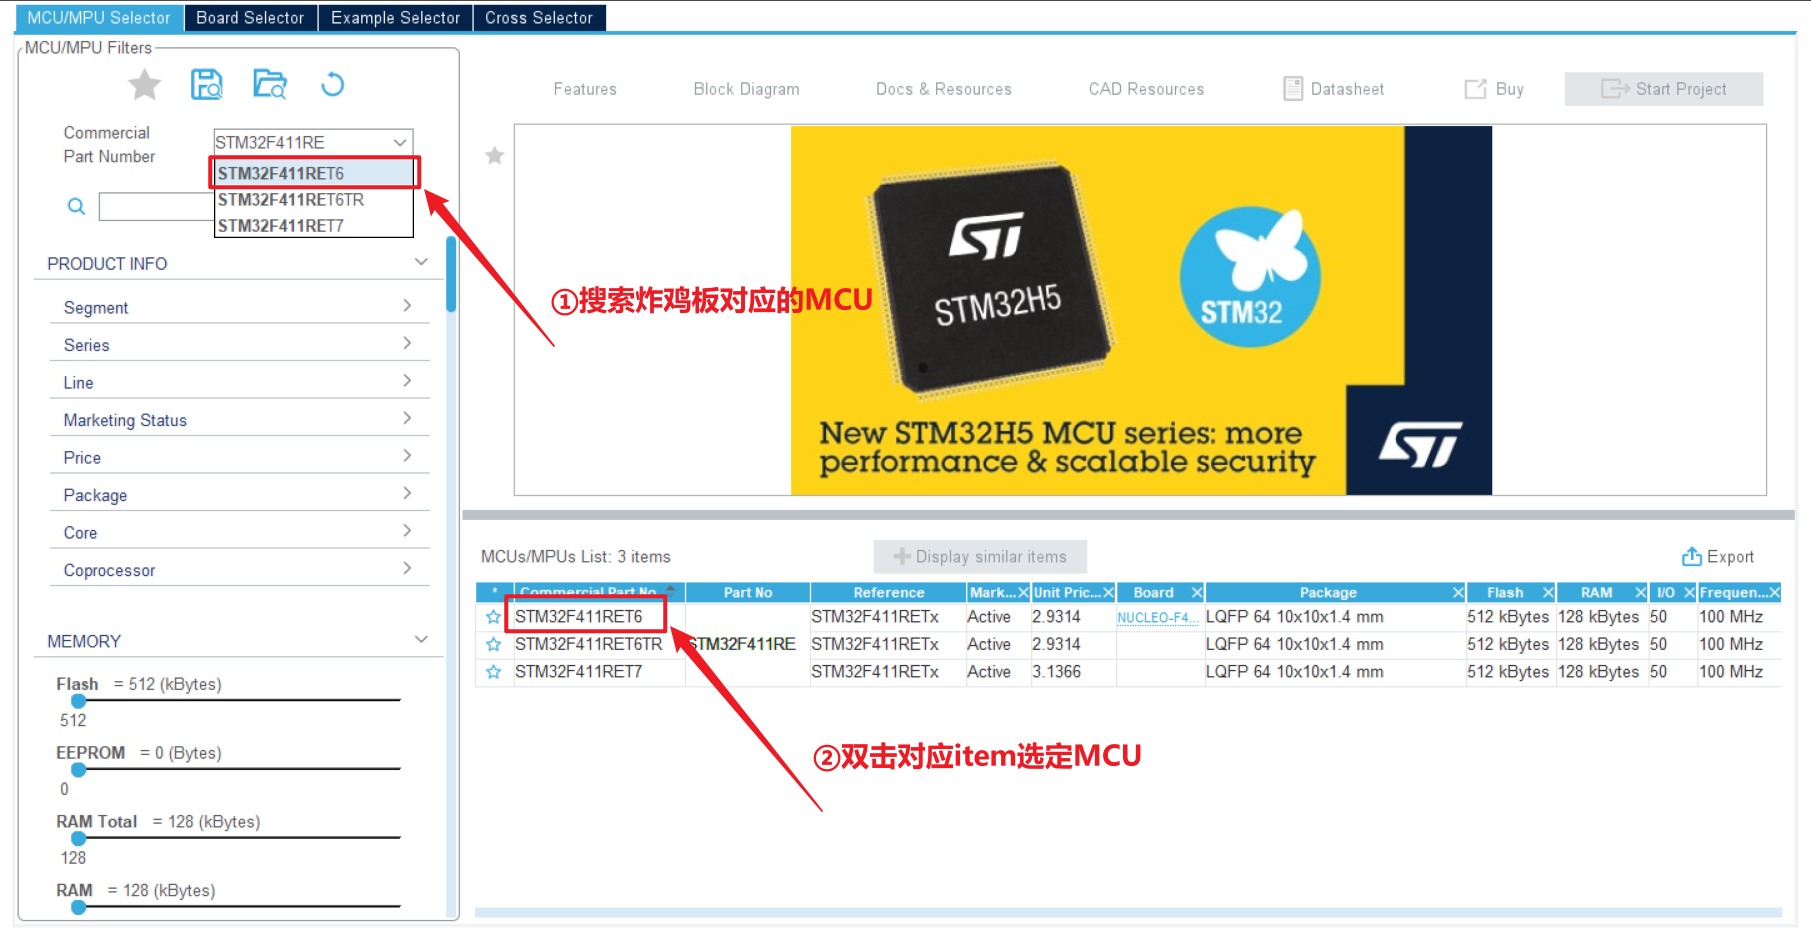 MCU/MPU Selector Board Selector Example Selector Cross Selector
MCU/MPU Filters
Features Block Diagram Docs & Resources CAD Resources Datasheet Buy Start Project
Commercial
Part Number
STM32F411RE
STM32F411RET6
STM32F411RET6TR
STM32F411RET7
PRODUCT INFO
Segment
Series
Line
Marketing Status
Price
Package
Core
Coprocessor
MEMORY
Flash = 512 (kBytes)
512
EEPROM = 0 (Bytes)
0
RAM Total = 128 (kBytes)
128
RAM = 128 (kBytes)
①搜索炸鸡板对应的MCU
ST
STM32H5
STM32
New STM32H5 MCU series: more
performance & scalable security
ST
MCUs/MPUs List: 3 items Display similar items Export
* Commercial Part No Part No Reference Mark... Unit Pric... Board Package Flash RAM I/O Frequen...
STM32F411RET6 STM32F411RETx Active 2.9314 NUCLEO-F4... LQFP 64 10x10x1.4 mm 512 kBytes 128 kBytes 50 100 MHz
STM32F411RET6TR STM32F411RE STM32F411RETx Active 2.9314 LQFP 64 10x10x1.4 mm 512 kBytes 128 kBytes 50 100 MHz
STM32F411RET7 STM32F411RETx Active 3.1366 LQFP 64 10x10x1.4 mm 512 kBytes 128 kBytes 50 100 MHz
②双击对应item选定MCU